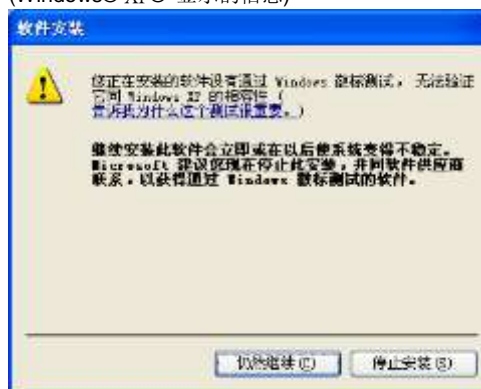 (Windows® XP® 显示的信息)
软件安装
您正在安装的软件没有通过 Windows 徽标测试，无法验证
它同 Windows XP 的相容性（
告诉我为什么这个测试很重要。）
继续安装此软件会立即或在以后使系统变得不稳定。
Microsoft 建议您现在停止此安装，并同软件供应商
联系，以获得通过 Windows 徽标测试的软件。
仍然继续(C)
停止安装(S)